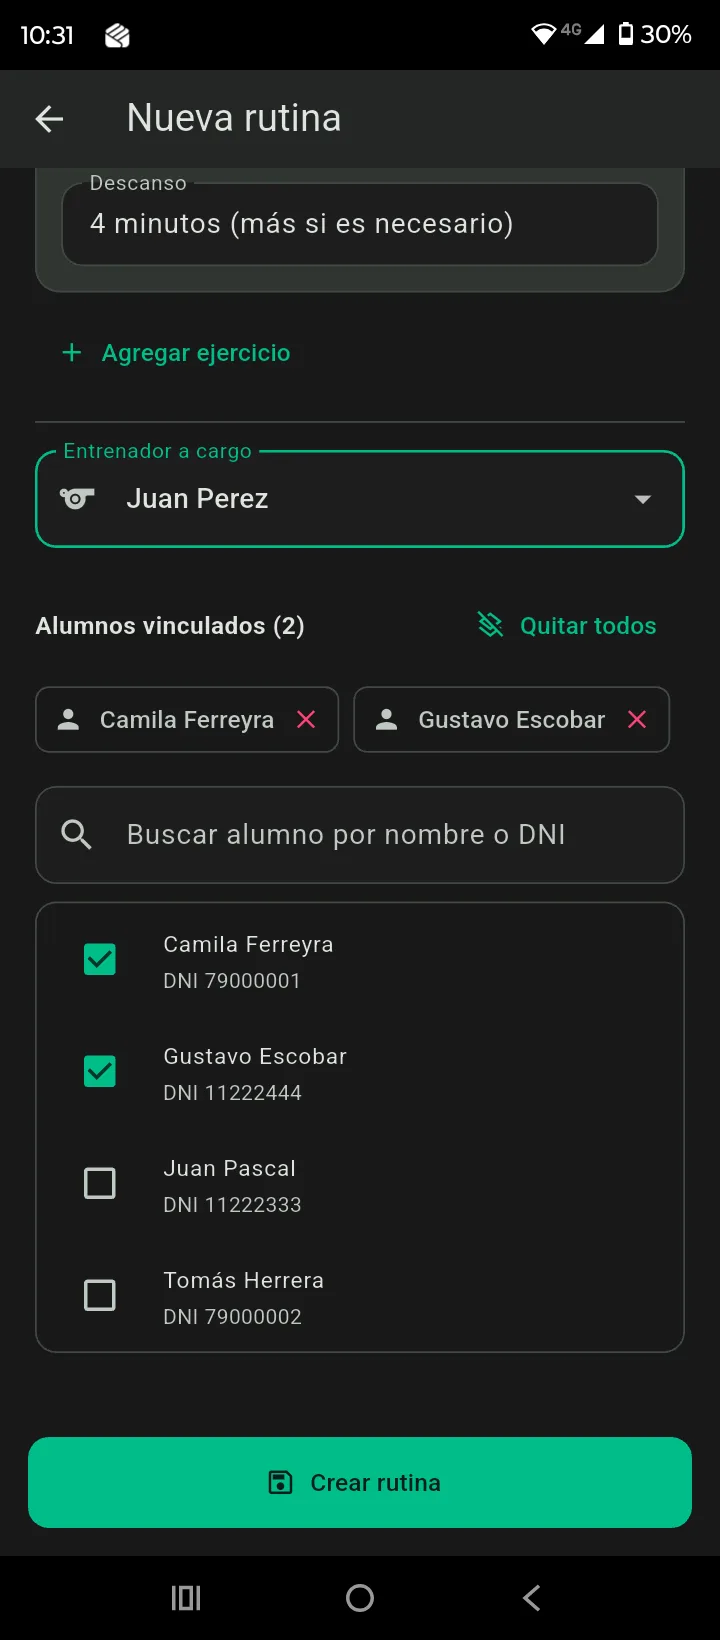 10:31 4G 30%
Nueva rutina
Descanso
4 minutos (más si es necesario)
Agregar ejercicio
Entrenador a cargo
Juan Perez
Alumnos vinculados (2) Quitar todos
Camila Ferreyra Gustavo Escobar
Buscar alumno por nombre o DNI
Camila Ferreyra
DNI 79000001
Gustavo Escobar
DNI 11222444
Juan Pascal
DNI 11222333
Tomás Herrera
DNI 79000002
Crear rutina